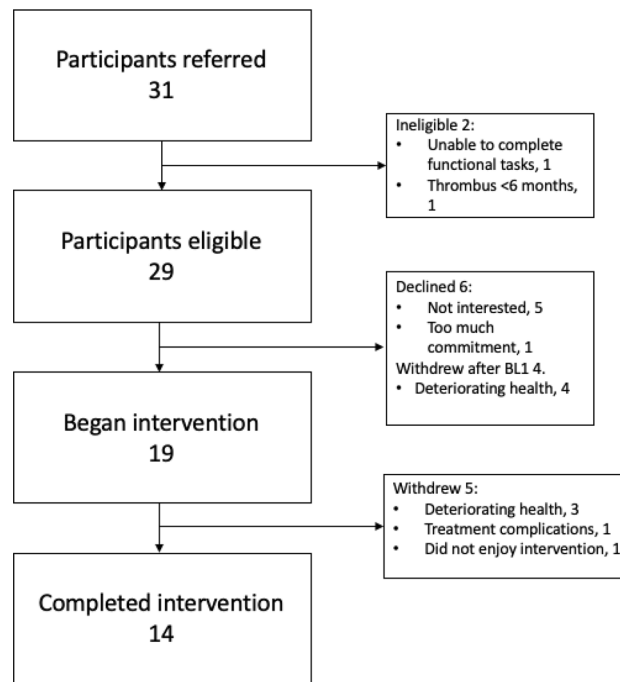 Participants referred
31
Ineligible 2:
• Unable to complete
functional tasks, 1
• Thrombus <6 months,
1
Participants eligible
29
Declined 6:
• Not interested, 5
• Too much
commitment, 1
Withdrew after BL1 4.
• Deteriorating health, 4
Began intervention
19
Withdrew 5:
• Deteriorating health, 3
• Treatment complications, 1
• Did not enjoy intervention, 1
Completed intervention
14